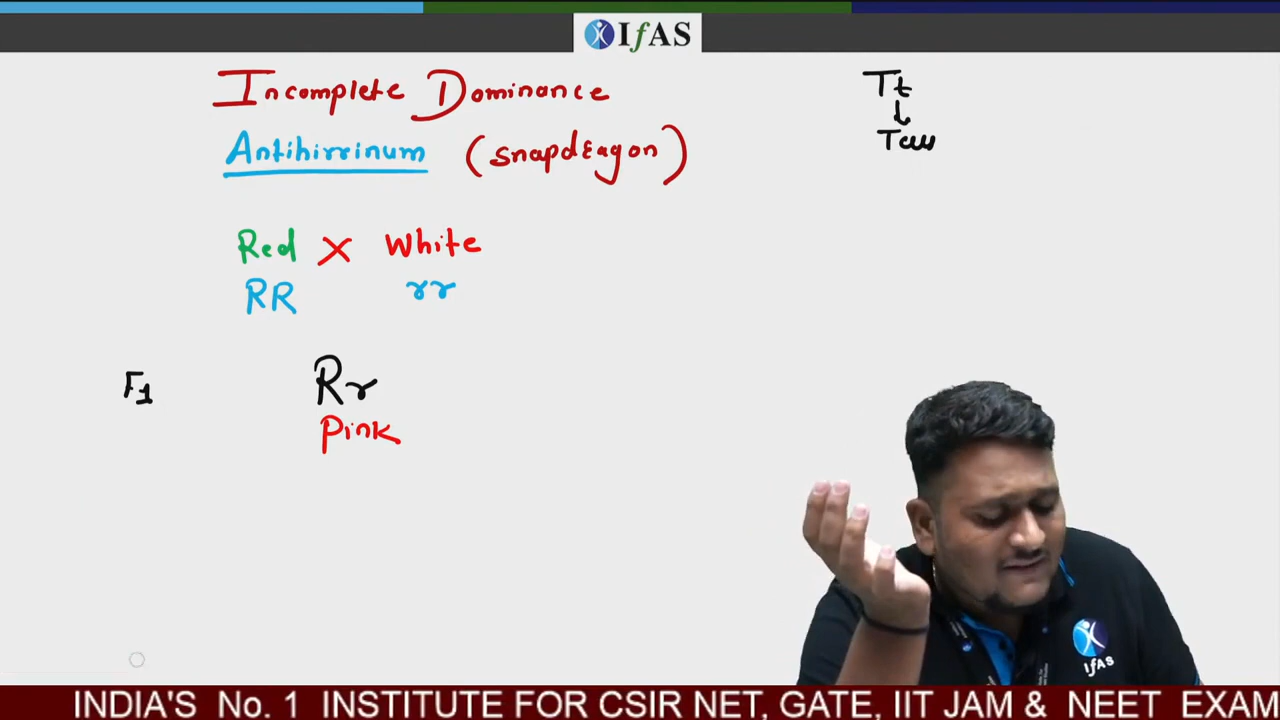 IfAS
Incomplete Dominance
Antihirrinum (Snapdragon)
Red X White
RR rr
F1 Rr
Pink
Tt
Tall
IfAS
INDIA'S No. 1 INSTITUTE FOR CSIR NET, GATE, IIT JAM & NEET EXAM